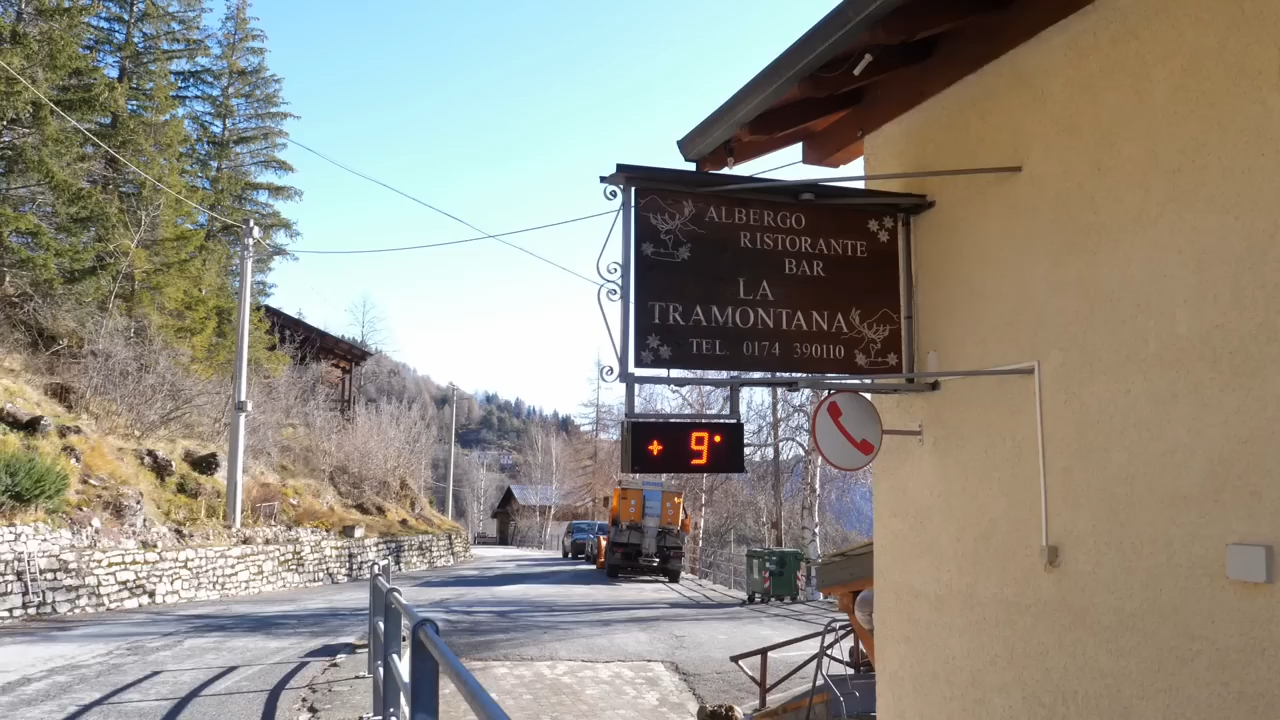 ALBERGO
RISTORANTE
BAR
LA
TRAMONTANA
TEL. 0174 390110
+ 9°